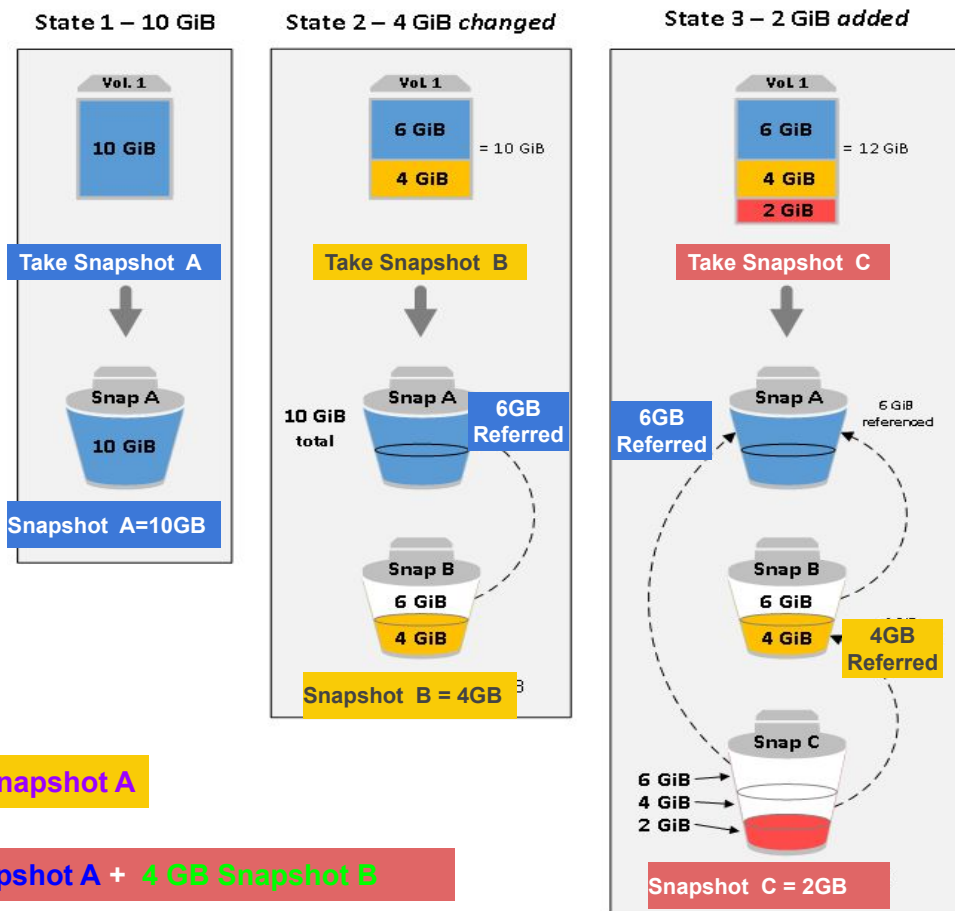 State 1 – 10 GiB
Vol. 1
10 GiB
Take Snapshot A
Snap A
10 GiB
Snapshot A=10GB
State 2 – 4 GiB changed
Vol. 1
6 GiB
4 GiB
= 10 GiB
Take Snapshot B
10 GiB
total
Snap A
6GB
Referred
Snap B
6 GiB
4 GiB
Snapshot B = 4GB
State 3 – 2 GiB added
Vol. 1
6 GiB
4 GiB
2 GiB
= 12 GiB
Take Snapshot C
6GB
Referred
Snap A
6 GiB
referenced
Snap B
6 GiB
4 GiB
4GB
Referred
Snap C
6 GiB
4 GiB
2 GiB
Snapshot C = 2GB
napshot A
pshot A + 4 GB Snapshot B